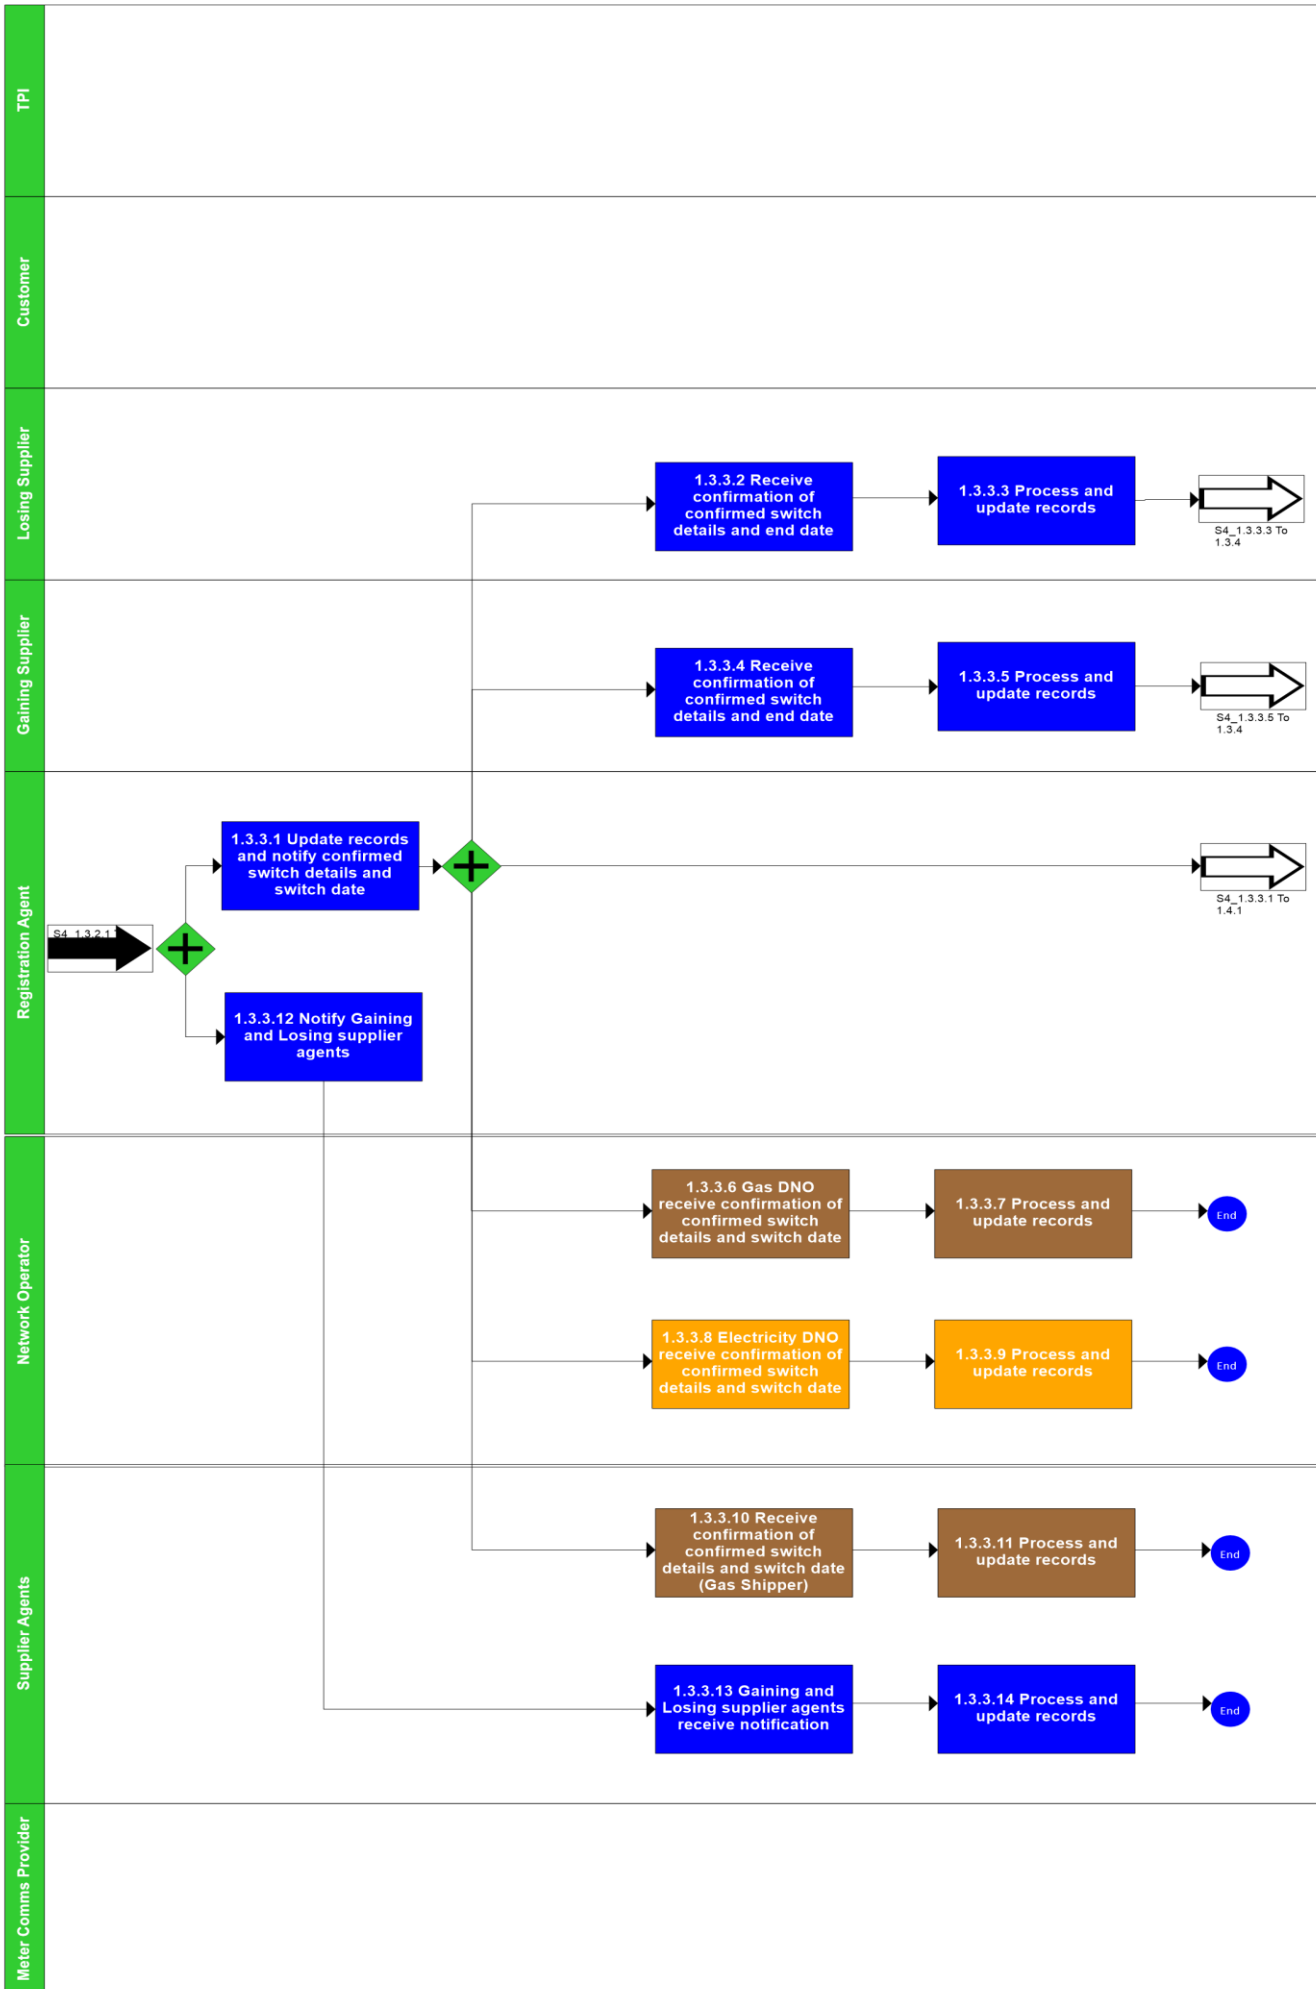 TPI
Customer
Losing Supplier
1.3.3.2 Receive
confirmation of
confirmed switch
details and end date
1.3.3.3 Process and
update records
S4_1.3.3.3 To
1.3.4
Gaining Supplier
1.3.3.4 Receive
confirmation of
confirmed switch
details and end date
1.3.3.5 Process and
update records
S4_1.3.3.5 To
1.3.4
Registration Agent
S4_1.3.2.1
1.3.3.1 Update records
and notify confirmed
switch details and
switch date
S4_1.3.3.1 To
1.4.1
1.3.3.12 Notify Gaining
and Losing supplier
agents
Network Operator
1.3.3.6 Gas DNO
receive confirmation of
confirmed switch
details and switch date
1.3.3.7 Process and
update records
End
1.3.3.8 Electricity DNO
receive confirmation of
confirmed switch
details and switch date
1.3.3.9 Process and
update records
End
Supplier Agents
1.3.3.10 Receive
confirmation of
confirmed switch
details and switch date
(Gas Shipper)
1.3.3.11 Process and
update records
End
1.3.3.13 Gaining and
Losing supplier agents
receive notification
1.3.3.14 Process and
update records
End
Meter Comms Provider